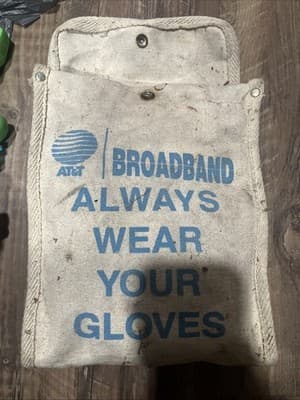 AT&T | BROADBAND
ALWAYS
WEAR
YOUR
GLOVES